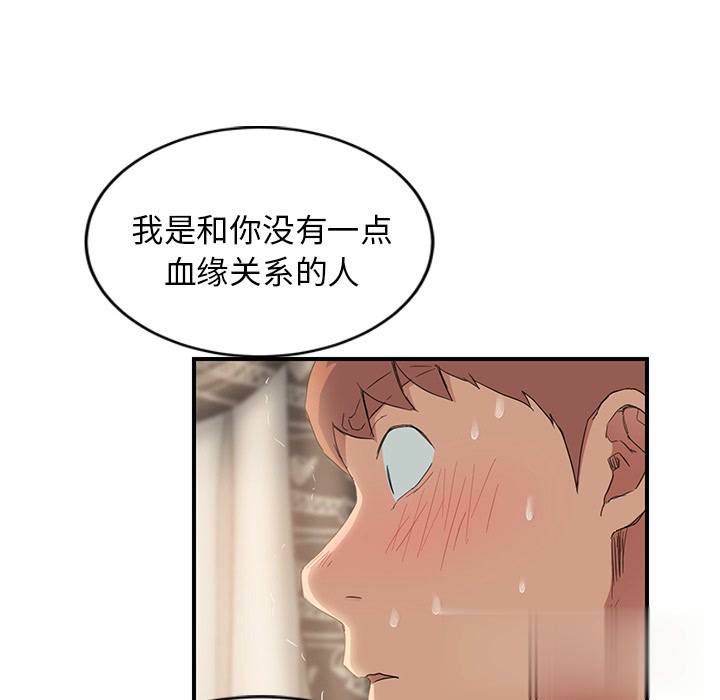 我是和你没有一点
血缘关系的人